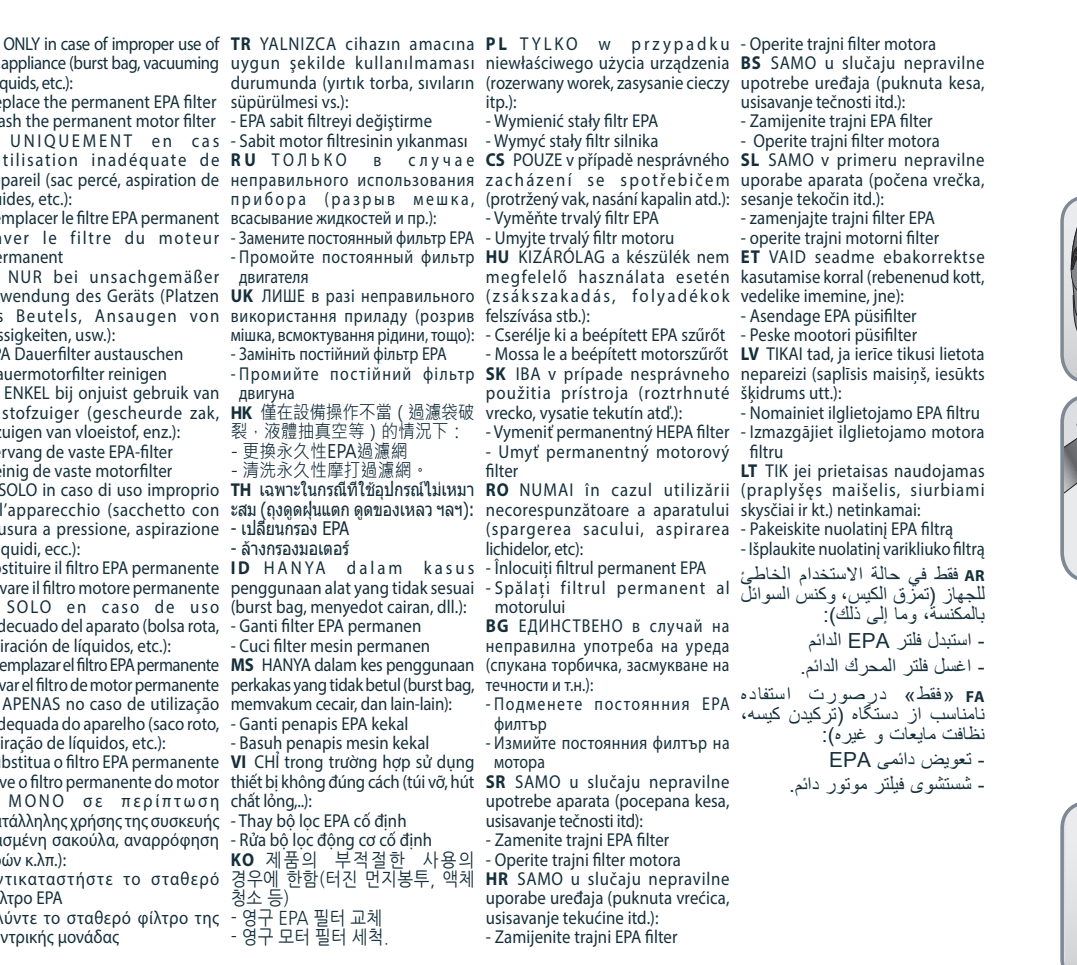 ONLY in case of improper use of
appliance (burst bag, vacuuming
etc.):
the permanent EPA filter
the permanent motor filter
UNIQUEMENT en cas
inadéquate de
(sac percé, aspiration de
etc.):
le filtre EPA permanent
le filtre du moteur
NUR bei unsachgemäßer
des Geräts (Platzen
Beutels, Ansaugen von
usw.):
Dauerfilter austauschen
reinigen
ENKEL bij onjuist gebruik van
stofzuiger (gescheurde zak,
van vloeistof, enz.):
de vaste EPA-filter
de vaste motorfilter
SOLO in caso di uso improprio
(sacchetto con
a pressione, aspirazione
ecc.):
il filtro EPA permanente
il filtro motore permanente
SOLO en caso de uso
del aparato (bolsa rota,
de líquidos, etc.):
el filtro EPA permanente
el filtro de motor permanente
APENAS no caso de utilização
do aparelho (saco roto,
de líquidos, etc.):
o filtro EPA permanente
o filtro permanente do motor
ΜΟΝΟ σε περίπτωση
χρήσης της συσκευής
σακούλα, αναρρόφηση
κ.λπ.):
το σταθερό
EPA
το σταθερό φίλτρο της
μονάδας
TR YALNIZCA cihazın amacına
uygun şekilde kullanılmaması
durumunda (yırtık torba, sıvıların
süpürülmesi vs.):
- EPA sabit filtreyi değiştirme
- Sabit motor filtresinin yıkanması
RU ТОЛЬКО в случае
неправильного использования
прибора (разрыв мешка,
всасывание жидкостей и пр.):
- Замените постоянный фильтр EPA
- Промойте постоянный фильтр
двигателя
UK ЛИШЕ в разі неправильного
використання приладу (розрив
мішка, всмоктування рідини, тощо):
- Замініть постійний фільтр EPA
- Промийте постійний фільтр
двигуна
HK 僅在設備操作不當（過濾袋破
裂，液體抽真空等）的情況下：
- 更換永久性EPA過濾網
- 清洗永久性摩打過濾網。
TH เฉพาะในกรณีที่ใช้อุปกรณ์ไม่เหมา
ะสม (ถุงดูดฝุ่นแตก ดูดของเหลว ฯลฯ):
- เปลี่ยนกรอง EPA
- ล้างกรองมอเตอร์
ID HANYA dalam kasus
penggunaan alat yang tidak sesuai
(burst bag, menyedot cairan, dll.):
- Ganti filter EPA permanen
- Cuci filter mesin permanen
MS HANYA dalam kes penggunaan
perkakas yang tidak betul (burst bag,
memvakum cecair, dan lain-lain):
- Ganti penapis EPA kekal
- Basuh penapis mesin kekal
VI CHỈ trong trường hợp sử dụng
thiết bị không đúng cách (túi vỡ, hút
chất lỏng,..):
- Thay bộ lọc EPA cố định
- Rửa bộ lọc động cơ cố định
KO 제품의 부적절한 사용의
경우에 한함(터진 먼지봉투, 액체
청소 등)
- 영구 EPA 필터 교체
- 영구 모터 필터 세척.
PL TYLKO w przypadku
niewłaściwego użycia urządzenia
(rozerwany worek, zasysanie cieczy
itp.):
- Wymienić stały filtr EPA
- Wymyć stały filtr silnika
CS POUZE v případě nesprávného
zacházení se spotřebičem
(protržený vak, nasání kapalin atd.):
- Vyměňte trvalý filtr EPA
- Umyjte trvalý filtr motoru
HU KIZÁRÓLAG a készülék nem
megfelelő használata esetén
(zsákszakadás, folyadékok
felszívása stb.):
- Cserélje ki a beépített EPA szűrőt
- Mossa le a beépített motorszűrőt
SK IBA v prípade nesprávneho
použitia prístroja (roztrhnuté
vrecko, vysatie tekutín atď.):
- Vymeniť permanentný HEPA filter
- Umyť permanentný motorový
filter
RO NUMAI în cazul utilizării
necorespunzătoare a aparatului
(spargerea sacului, aspirarea
lichidelor, etc):
- Înlocuiți filtrul permanent EPA
- Spălați filtrul permanent al
motorului
BG ЕДИНСТВЕНО в случай на
неправилна употреба на уреда
(спукана торбичка, засмукване на
течности и т.н.):
- Подменете постоянния EPA
филтър
- Измийте постоянния филтър на
мотора
SR SAMO u slučaju nepravilne
upotrebe aparata (pocepana kesa,
usisavanje tečnosti itd):
- Zamenite trajni EPA filter
- Operite trajni filter motora
HR SAMO u slučaju nepravilne
uporabe uređaja (puknuta vrećica,
usisavanje tekućine itd.):
- Zamijenite trajni EPA filter
- Operite trajni filter motora
BS SAMO u slučaju nepravilne
upotrebe uređaja (puknuta kesa,
usisavanje tečnosti itd.):
- Zamijenite trajni EPA filter
- Operite trajni filter motora
SL SAMO v primeru nepravilne
uporabe aparata (počena vrečka,
sesanje tekočin itd.):
- zamenjajte trajni filter EPA
- operite trajni motorni filter
ET VAID seadme ebakorrektse
kasutamise korral (rebenenud kott,
vedelike imemine, jne):
- Asendage EPA püsifilter
- Peske mootori püsifilter
LV TIKAI tad, ja ierīce tikusi lietota
nepareizi (saplīsis maisiņš, iesūkts
šķidrums utt.):
- Nomainiet ilglietojamo EPA filtru
- Izmazgājiet ilglietojamo motora
filtru
LT TIK jei prietaisas naudojamas
(praplyšęs maišelis, siurbiami
skysčiai ir kt.) netinkamai:
- Pakeiskite nuolatinį EPA filtrą
- Išplaukite nuolatinį varikliuko filtrą
AR فقط في حالة الاستخدام الخاطئ
للجهاز (تمزق الكيس، وكنس السوائل
بالمكنسة، وما إلى ذلك):
- استبدل فلتر EPA الدائم
- اغسل فلتر المحرك الدائم.
FA «فقط» درصورت استفاده
نامناسب از دستگاه (ترکیدن کیسه،
نظافت مایعات و غیره):
- تعویض دائمی EPA
- شستشوی فیلتر موتور دائم.